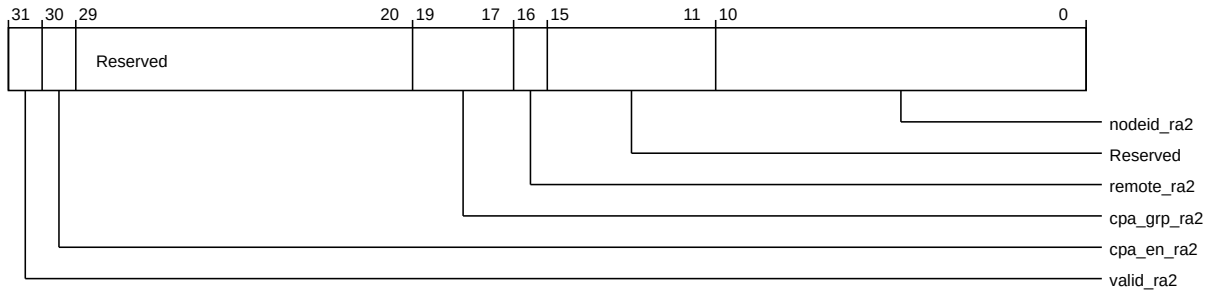 31 30 29 20 19 17 16 15 11 10 0
Reserved
nodeid_ra2
Reserved
remote_ra2
cpa_grp_ra2
cpa_en_ra2
valid_ra2